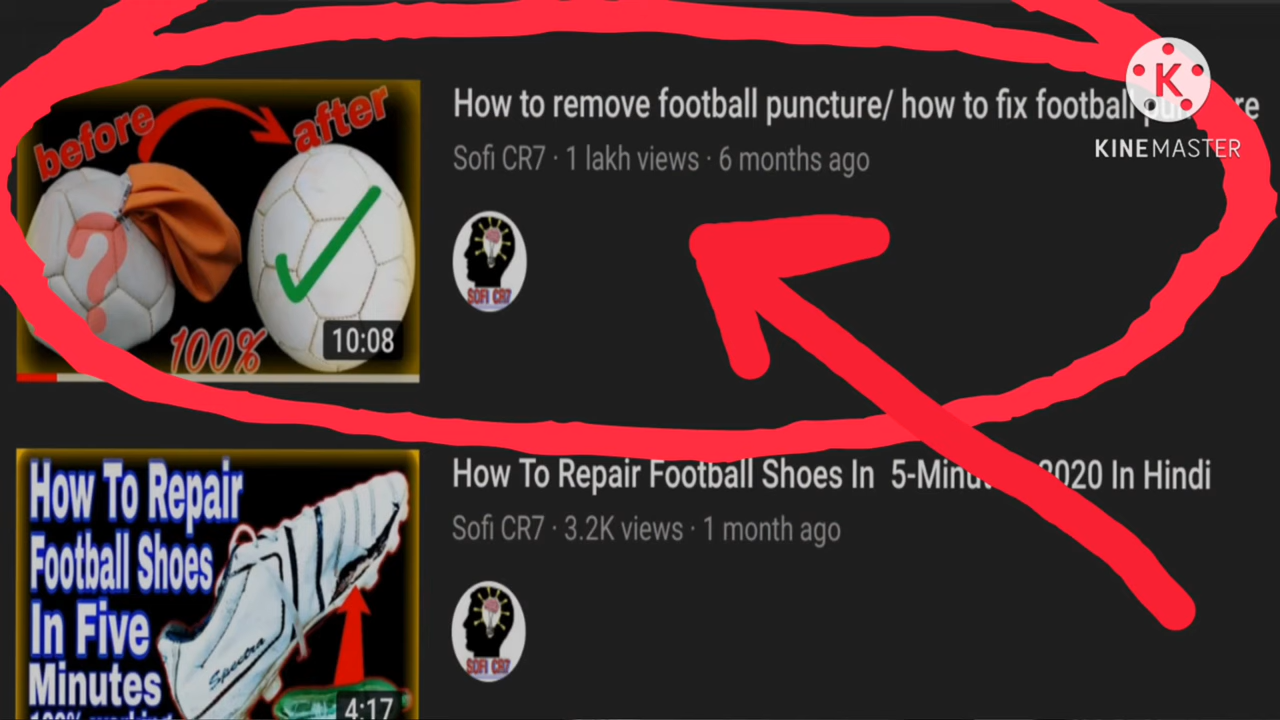 before
after
100%
10:08
How to remove football puncture/ how to fix football
Sofi CR7 · 1 lakh views · 6 months ago
SOFI CR7
K
KINEMASTER
How To Repair
Football Shoes
In Five
Minutes
Spectra
4:17
How To Repair Football Shoes In 5-Minut 2020 In Hindi
Sofi CR7 · 3.2K views · 1 month ago
SOFI CR7